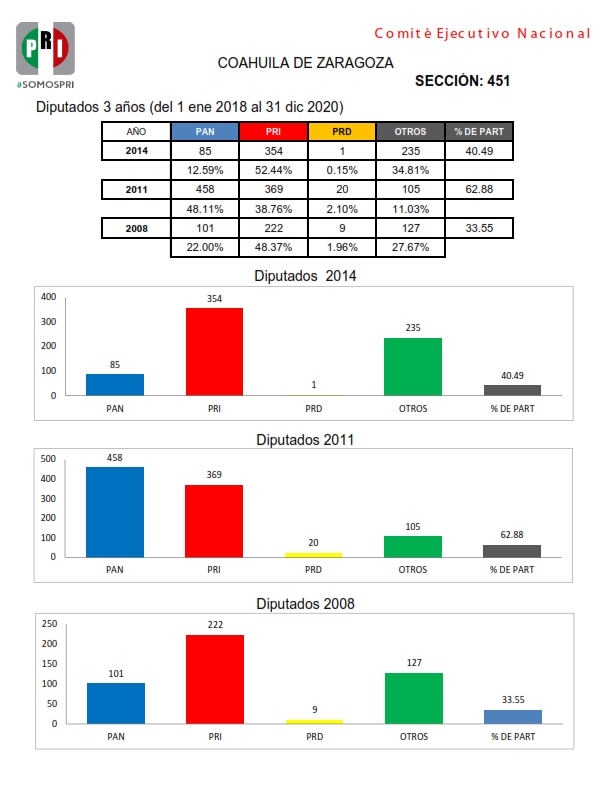 Comité Ejecutivo Nacional
PRI
#SOMOSPRI
COAHUILA DE ZARAGOZA
SECCIÓN: 451
Diputados 3 años (del 1 ene 2018 al 31 dic 2020)
AÑO PAN PRI PRD OTROS % DE PART
2014 85 354 1 235 40.49
12.59% 52.44% 0.15% 34.81%
2011 458 369 20 105 62.88
48.11% 38.76% 2.10% 11.03%
2008 101 222 9 127 33.55
22.00% 48.37% 1.96% 27.67%
Diputados 2014
400
300
200
100
0
85 354 1 235 40.49
PAN PRI PRD OTROS % DE PART
Diputados 2011
500
400
300
200
100
0
458 369 20 105 62.88
PAN PRI PRD OTROS % DE PART
Diputados 2008
250
200
150
100
50
0
101 222 9 127 33.55
PAN PRI PRD OTROS % DE PART